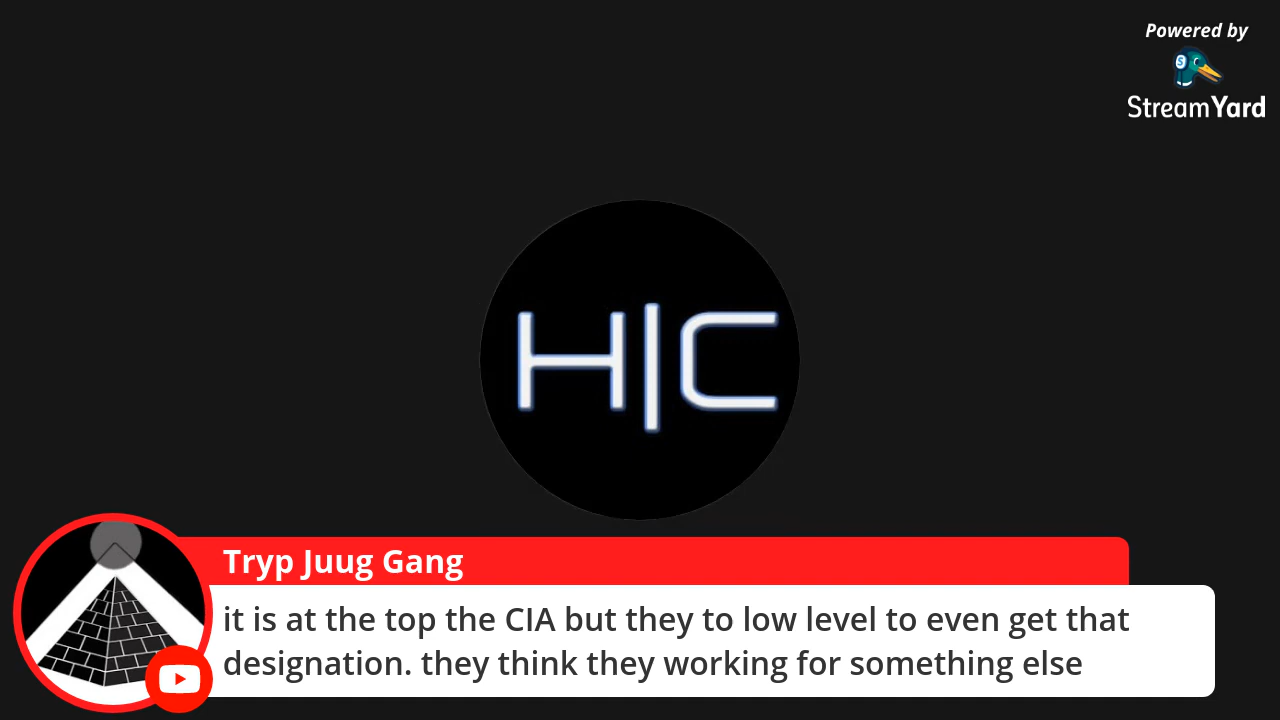 Powered by
StreamYard
H|C
Tryp Juug Gang
it is at the top the CIA but they to low level to even get that
designation. they think they working for something else